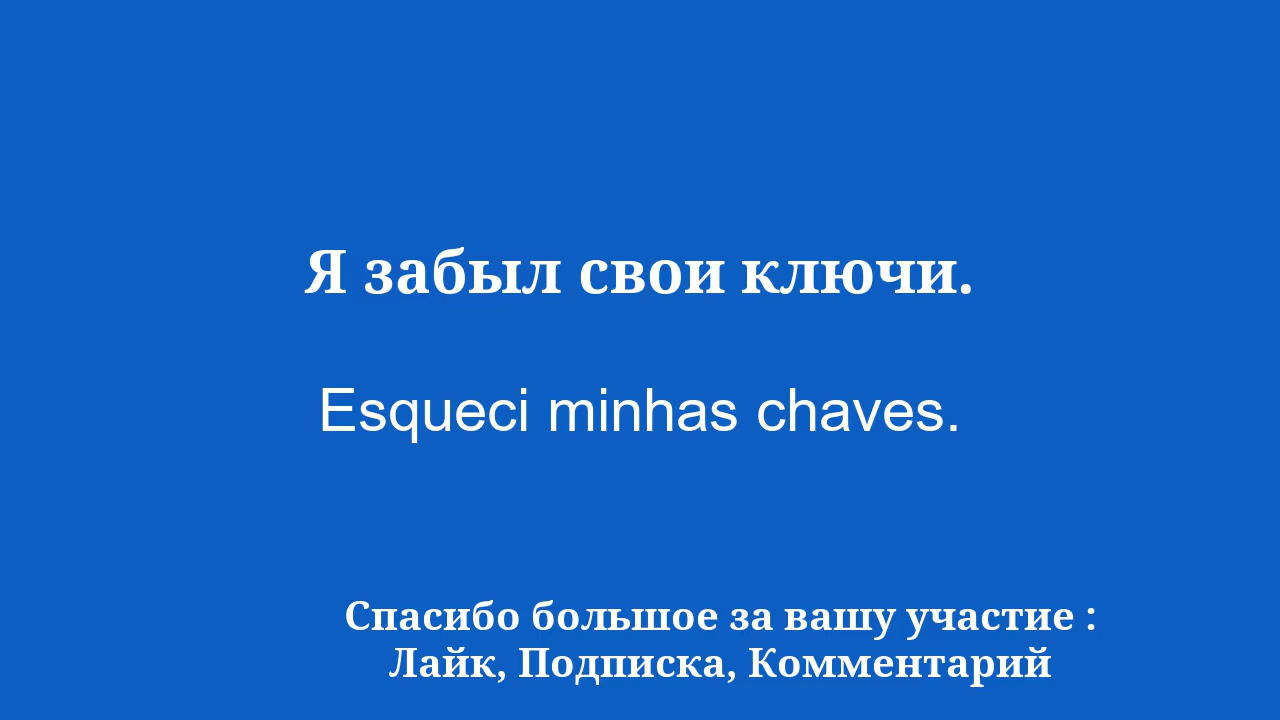 Я забыл свои ключи.
Esqueci minhas chaves.
Спасибо большое за вашу участие :
Лайк, Подписка, Комментарий